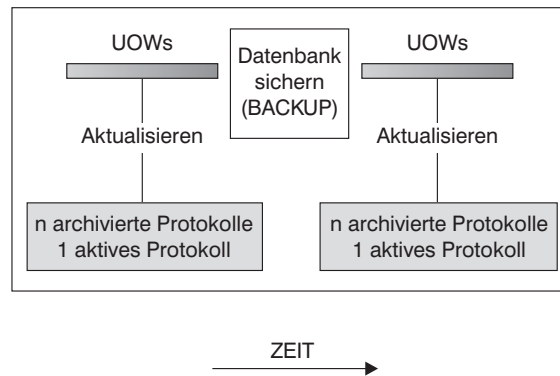 UOWs
Datenbank
sichern
(BACKUP)
UOWs
Aktualisieren
Aktualisieren
n archivierte Protokolle
1 aktives Protokoll
n archivierte Protokolle
1 aktives Protokoll
ZEIT